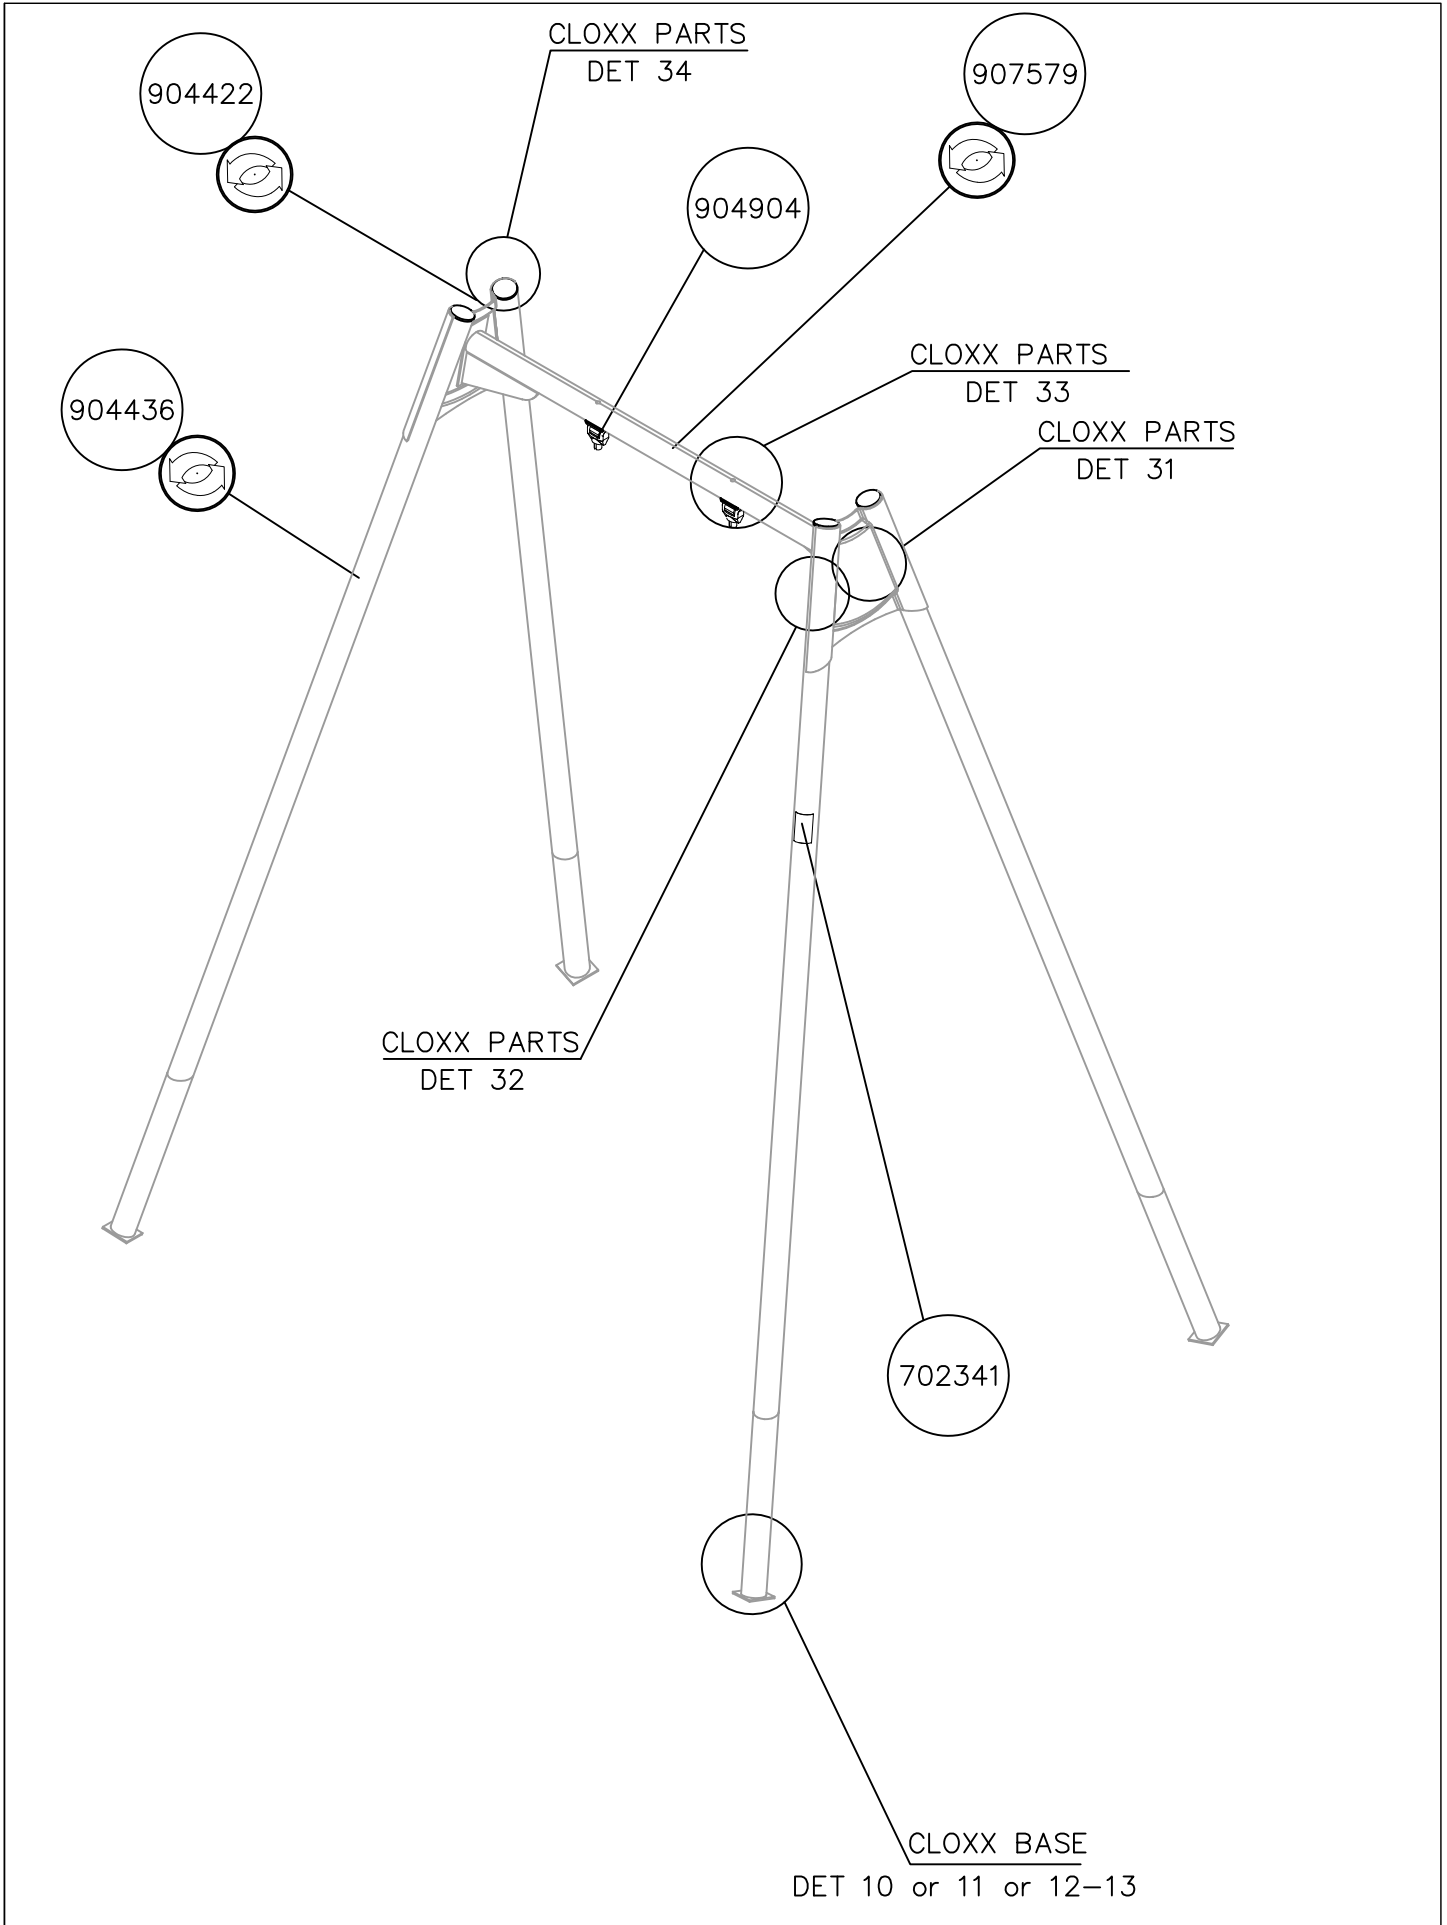 CLOXX PARTS
DET 34
907579
904422
904904
CLOXX PARTS
DET 33
904436
CLOXX PARTS
DET 31
CLOXX PARTS
DET 32
702341
CLOXX BASE
DET 10 or 11 or 12-13